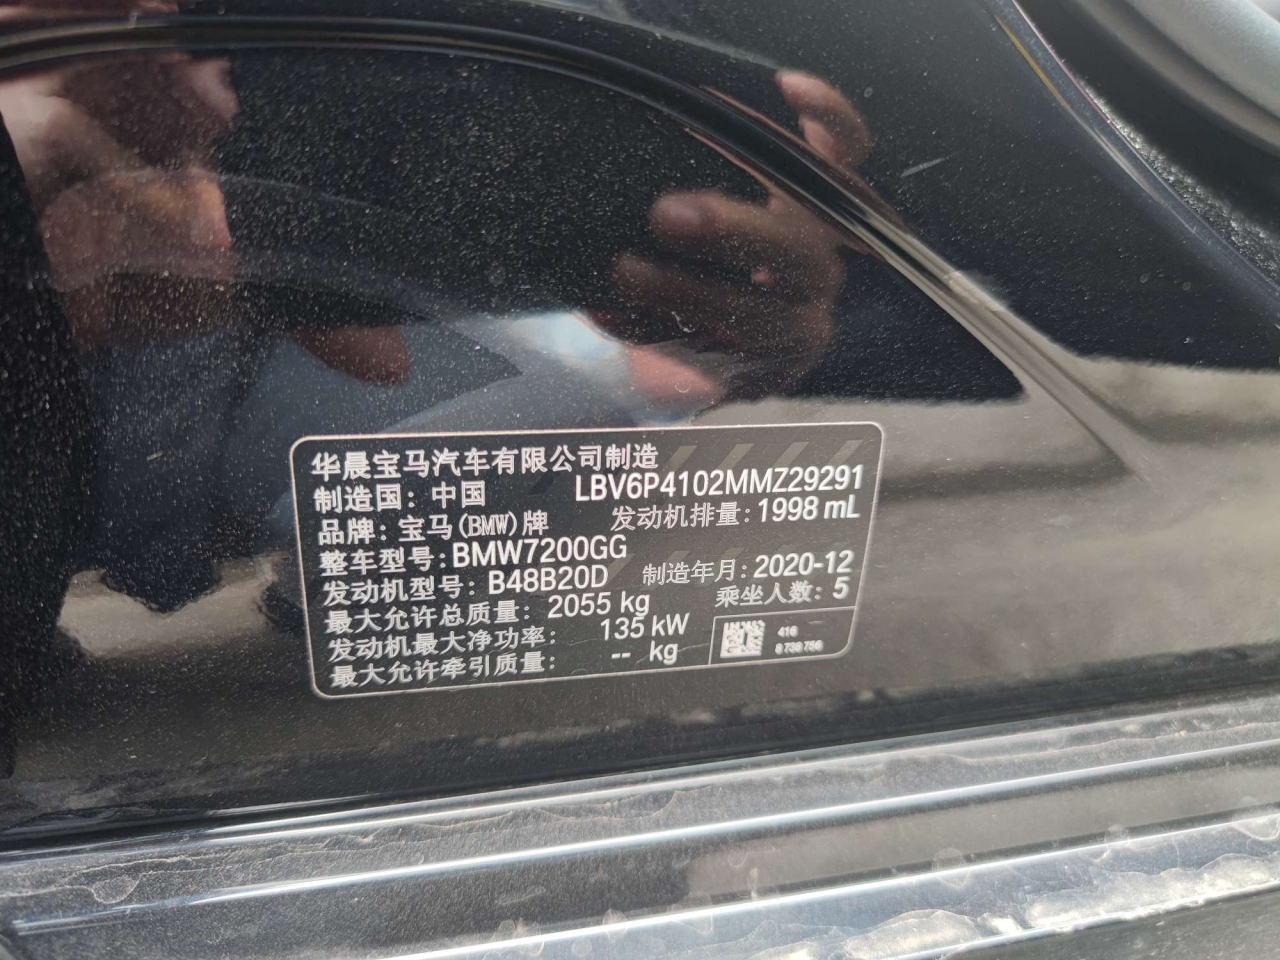 华晨宝马汽车有限公司制造
制造国：中国 LBV6P4102MMZ29291
品牌：宝马(BMW)牌 发动机排量：1998 mL
整车型号：BMW7200GG
发动机型号：B48B20D 制造年月：2020-12
最大允许总质量：2055 kg 乘坐人数：5
发动机最大净功率：135 kW
最大允许牵引质量：-- kg
416
8 738 756